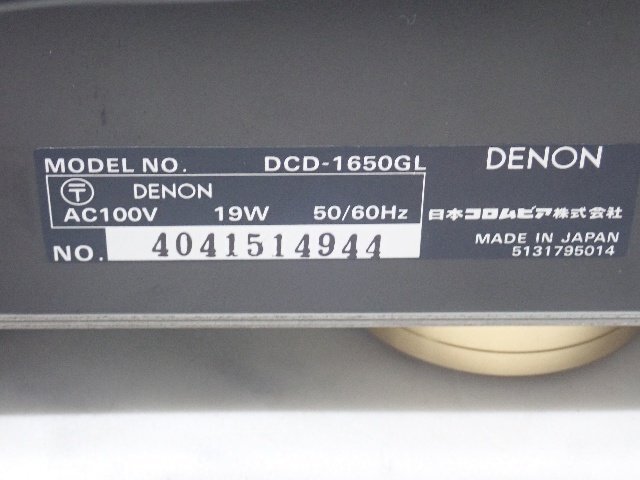 MODEL NO. DCD-1650GL
DENON
〒 DENON
AC100V 19W 50/60Hz
日本コロムビア株式会社
NO. 4041514944
MADE IN JAPAN
5131795014